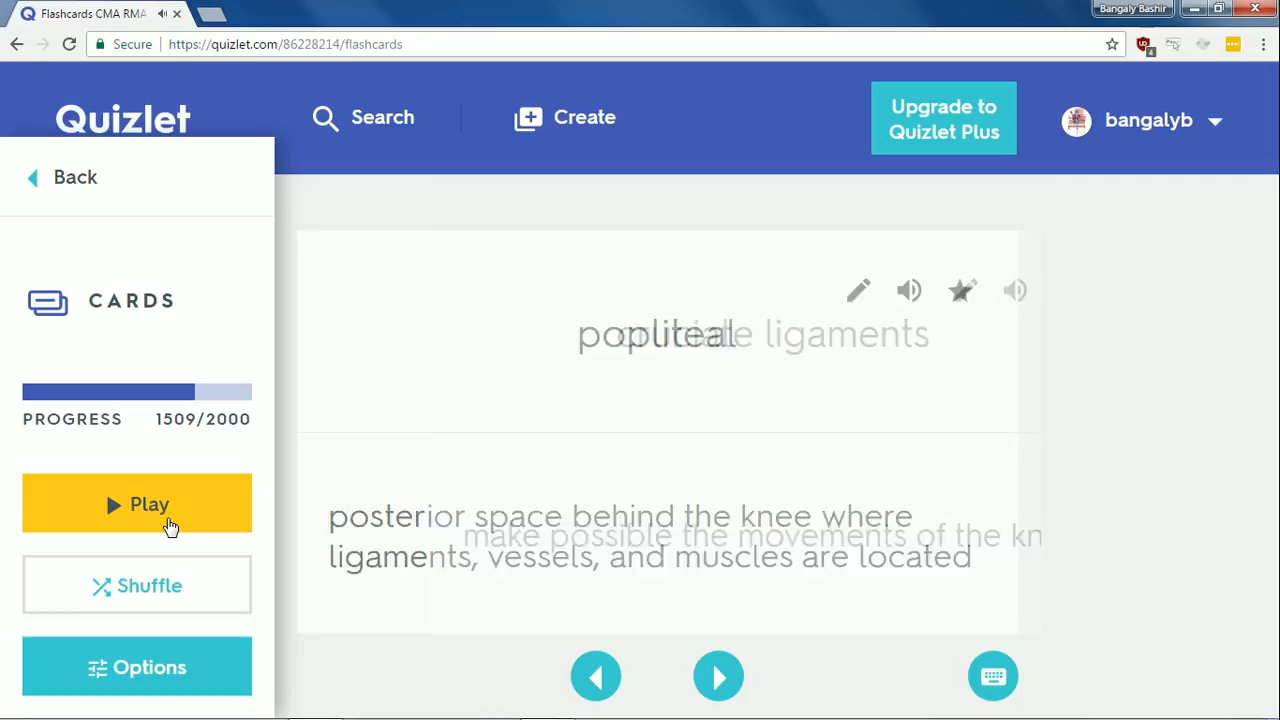 Flashcards CMA RMA
Bangaly Bashir
Secure
https://quizlet.com/86228214/flashcards
4
Quizlet
Search
Create
Upgrade to
Quizlet Plus
bangalyb
Back
CARDS
PROGRESS 1509/2000
Play
Shuffle
Options
popliteal
ligaments
posterior space behind the knee where
ligaments, vessels, and muscles are located
make possible the movements of the kn